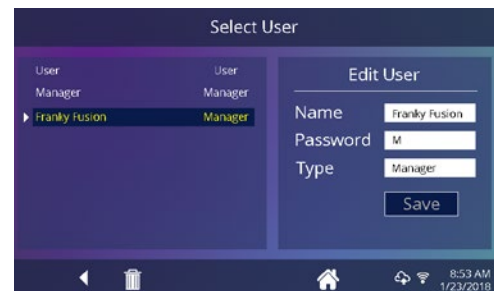 Select User
User User
Manager Manager
Franky Fusion Manager
Edit User
Name Franky Fusion
Password M
Type Manager
Save
8:53 AM
1/23/2018